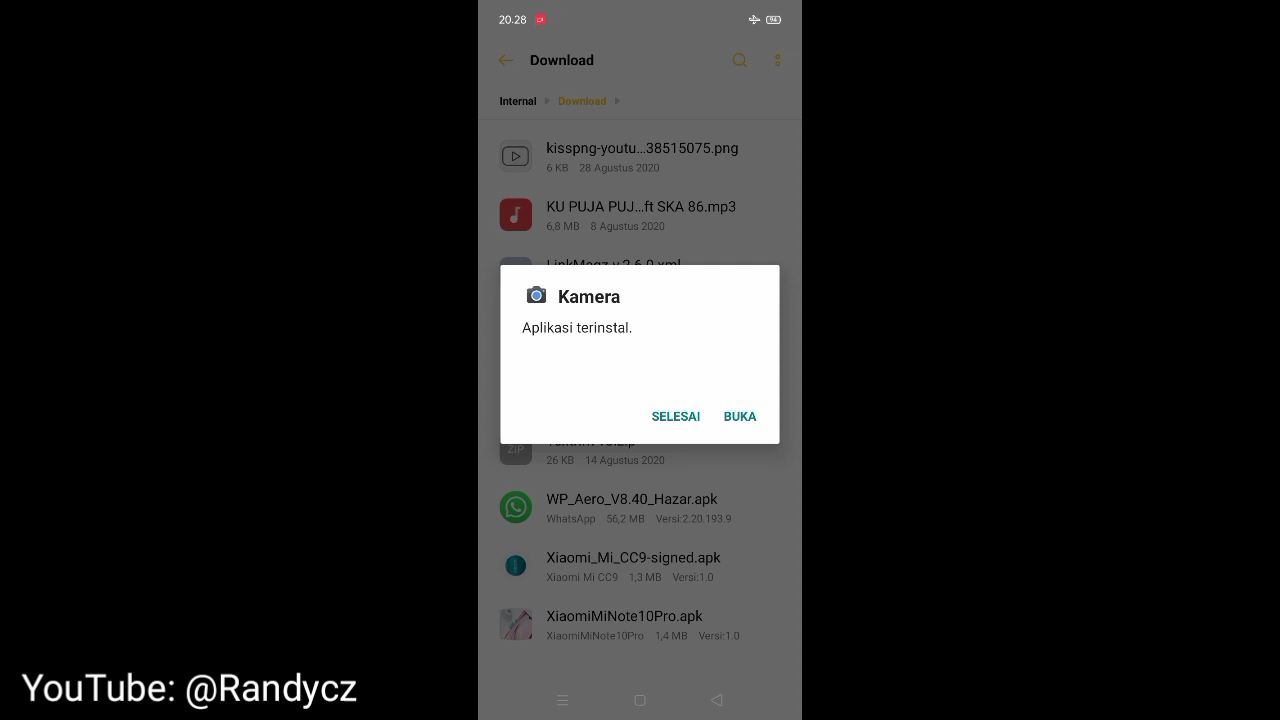 20.28
94
Download
Internal
Download
kisspng-youtu...38515075.png
6 KB 28 Agustus 2020
KU PUJA PUJ...ft SKA 86.mp3
6,8 MB 8 Agustus 2020
Kamera
Aplikasi terinstal.
SELESAI BUKA
ZIP
26 KB 14 Agustus 2020
WP_Aero_V8.40_Hazar.apk
WhatsApp 56,2 MB Versi:2.20.193.9
Xiaomi_Mi_CC9-signed.apk
Xiaomi Mi CC9 1,3 MB Versi:1.0
XiaomiMiNote10Pro.apk
XiaomiMiNote10Pro 1,4 MB Versi:1.0
YouTube: @Randycz